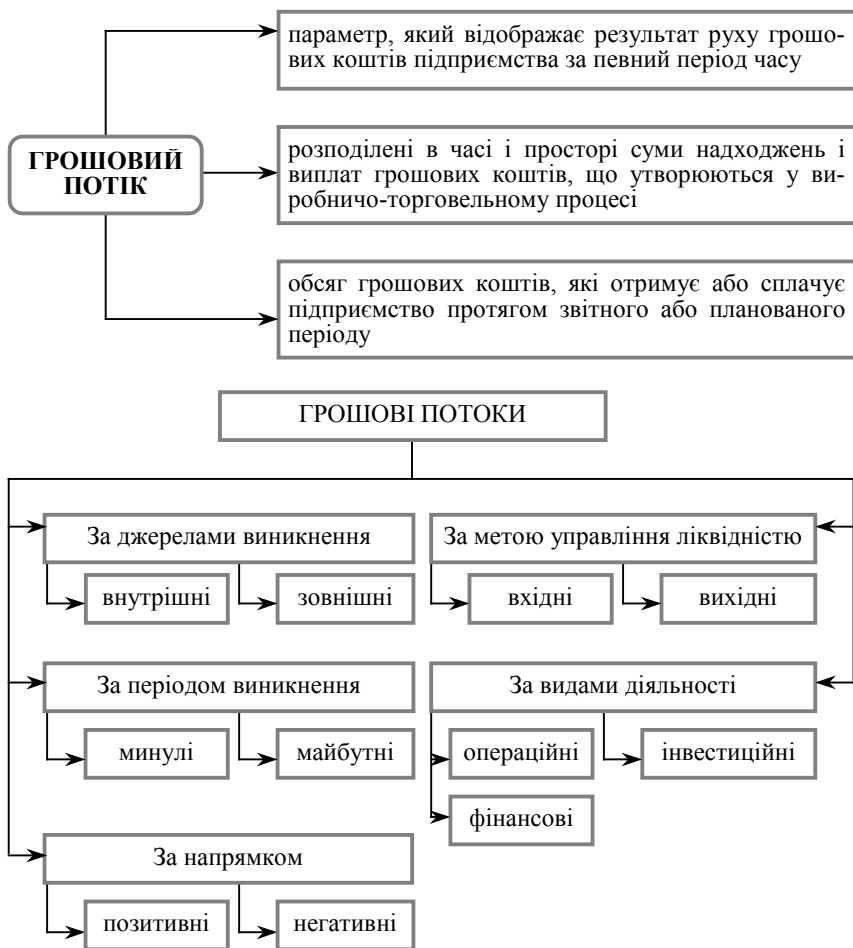 параметр, який відображає результат руху грошо-
вих коштів підприємства за певний період часу
ГРОШОВИЙ
ПОТІК
розподілені в часі і просторі суми надходжень і
виплат грошових коштів, що утворюються у ви-
робничо-торговельному процесі
обсяг грошових коштів, які отримує або сплачує
підприємство протягом звітного або планованого
періоду
ГРОШОВІ ПОТОКИ
За джерелами виникнення
внутрішні
зовнішні
За метою управління ліквідністю
вхідні
вихідні
За періодом виникнення
минулі
майбутні
За видами діяльності
операційні
інвестиційні
фінансові
За напрямком
позитивні
негативні